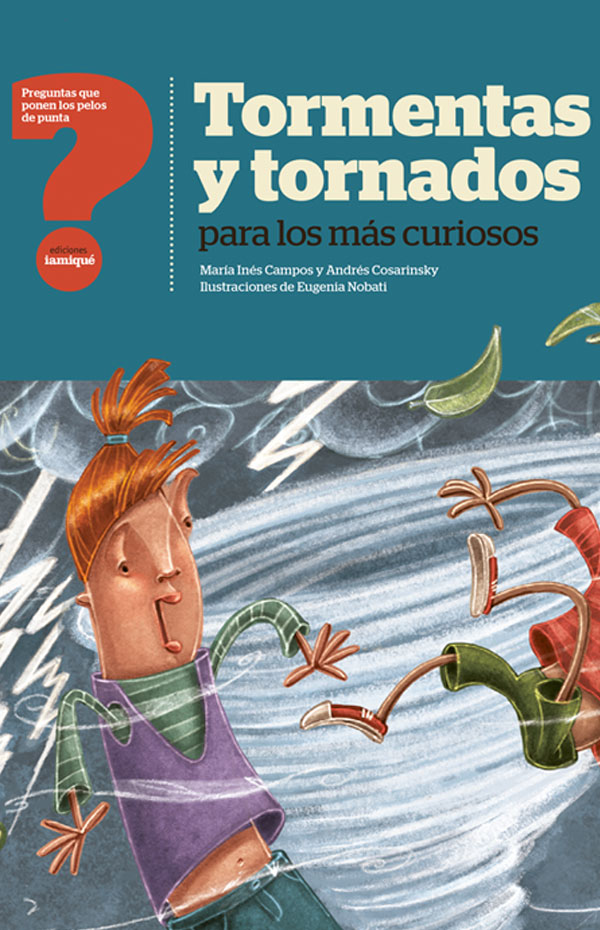 Preguntas que
ponen los pelos
de punta
ediciones
iamiqué
Tormentas
y tornados
para los más curiosos
María Inés Campos y Andrés Cosarinsky
Ilustraciones de Eugenia Nobati